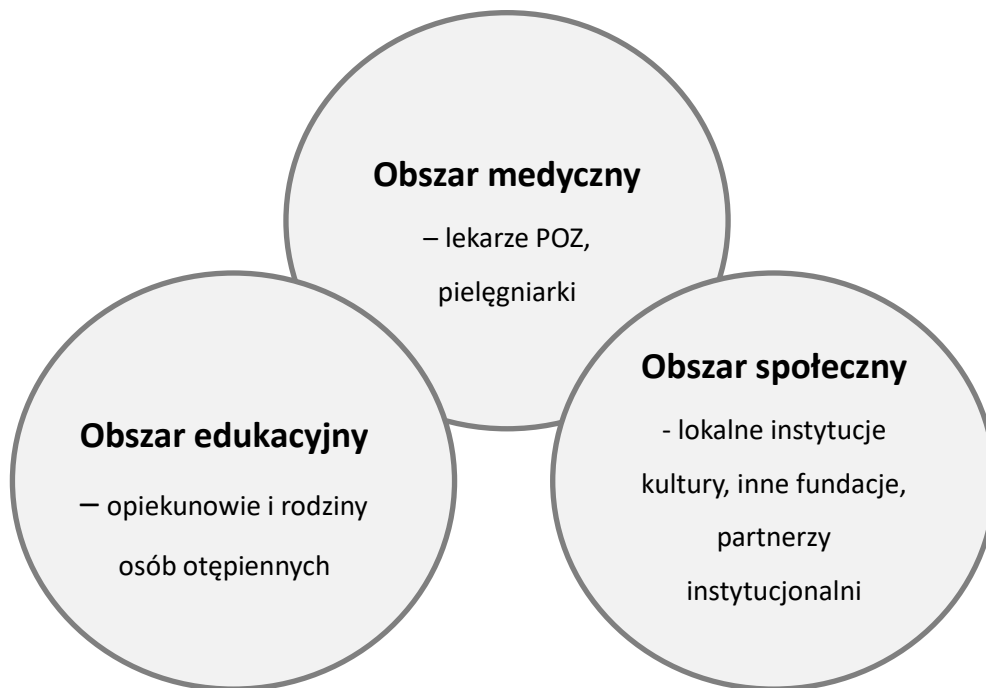 Obszar medyczny
– lekarze POZ,
pielęgniarki
Obszar edukacyjny
– opiekunowie i rodziny
osób otępiennych
Obszar społeczny
- lokalne instytucje
kultury, inne fundacje,
partnerzy
instytucjonalni